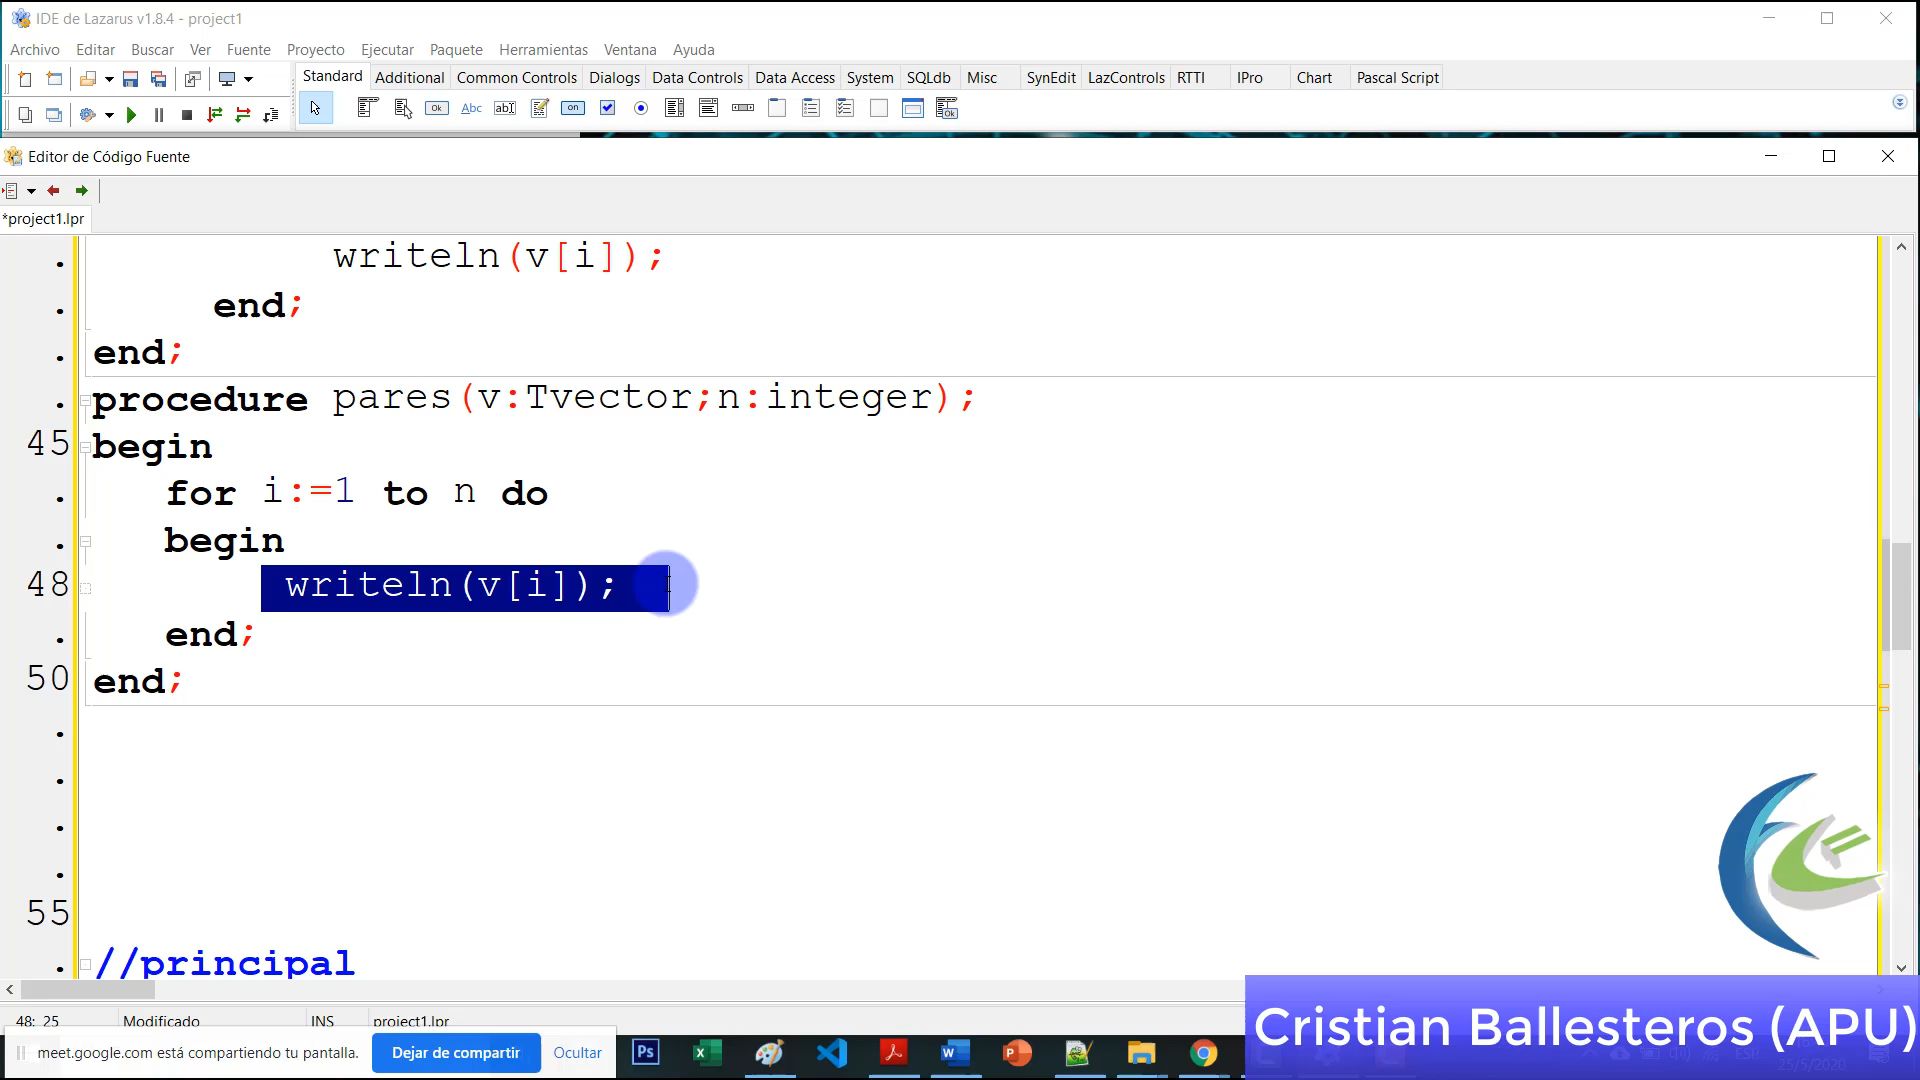 IDE de Lazarus v1.8.4 - project1
Archivo Editar Buscar Ver Fuente Proyecto Ejecutar Paquete Herramientas Ventana Ayuda
Standard Additional Common Controls Dialogs Data Controls Data Access System SQLdb Misc SynEdit LazControls RTTI IPro Chart Pascal Script
Editor de Código Fuente
*project1.lpr
writeln(v[i]);
end;
end;
procedure pares(v:Tvector;n:integer);
45 begin
for i:=1 to n do
begin
48 writeln(v[i]);
end;
50 end;
55
//principal
48: 25 Modificado INS project1.lpr
meet.google.com está compartiendo tu pantalla. Dejar de compartir Ocultar
Cristian Ballesteros (APU)
25/5/2020